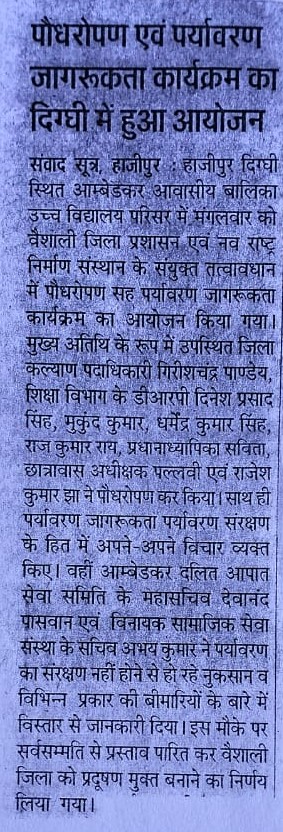 पौधरोपण एवं पर्यावरण
जागरूकता कार्यक्रम का
दिग्घी में हुआ आयोजन
संवाद सूत्र, हाजीपुर : हाजीपुर दिग्घी
स्थित आम्बेडकर आवासीय बालिका
उच्च विद्यालय परिसर में मंगलवार को
वैशाली जिला प्रशासन एवं नव राष्ट्र
निर्माण संस्थान के संयुक्त तत्वावधान
में पौधरोपण सह पर्यावरण जागरूकता
कार्यक्रम का आयोजन किया गया।
मुख्य अतिथि के रूप में उपस्थित जिला
कल्याण पदाधिकारी गिरीशचंद्र पाण्डेय,
शिक्षा विभाग के डीआरपी दिनेश प्रसाद
सिंह, मुकुंद कुमार, धर्मेंद्र कुमार सिंह,
राज कुमार राय, प्रधानाध्यापिका सविता,
छात्रावास अधीक्षक पल्लवी एवं राजेश
कुमार झा ने पौधरोपण कर किया। साथ ही
पर्यावरण जागरूकता पर्यावरण संरक्षण
के हित में अपने-अपने विचार व्यक्त
किए। वहीं आम्बेडकर दलित आपात
सेवा समिति के महासचिव देवानंद
पासवान एवं विनायक सामाजिक सेवा
संस्था के सचिव अभय कुमार ने पर्यावरण
का संरक्षण नहीं होने से हो रहे नुकसान व
विभिन्न प्रकार की बीमारियों के बारे में
विस्तार से जानकारी दिया। इस मौके पर
सर्वसम्मति से प्रस्ताव पारित कर वैशाली
जिला को प्रदूषण मुक्त बनाने का निर्णय
लिया गया।